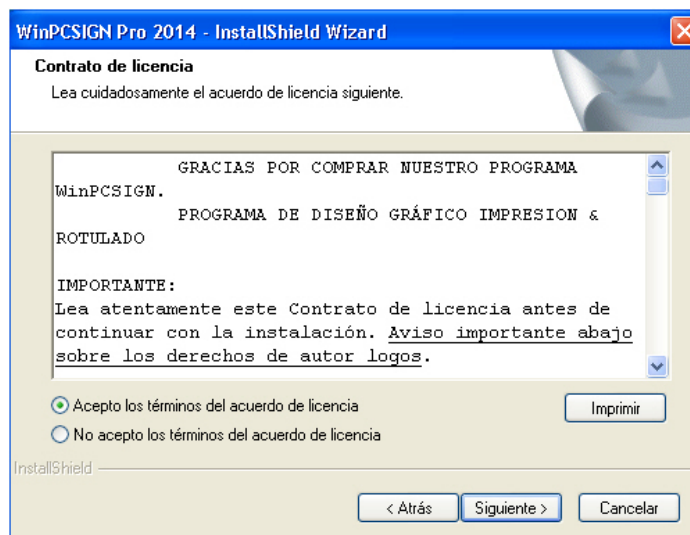 WinPCSIGN Pro 2014 - InstallShield Wizard
Contrato de licencia
Lea cuidadosamente el acuerdo de licencia siguiente.
GRACIAS POR COMPRAR NUESTRO PROGRAMA
WinPCSIGN.
PROGRAMA DE DISEÑO GRÁFICO IMPRESION &
ROTULADO
IMPORTANTE:
Lea atentamente este Contrato de licencia antes de
continuar con la instalación. Aviso importante abajo
sobre los derechos de autor logos.
Acepto los términos del acuerdo de licencia
Imprimir
No acepto los términos del acuerdo de licencia
InstallShield
< Atrás Siguiente > Cancelar